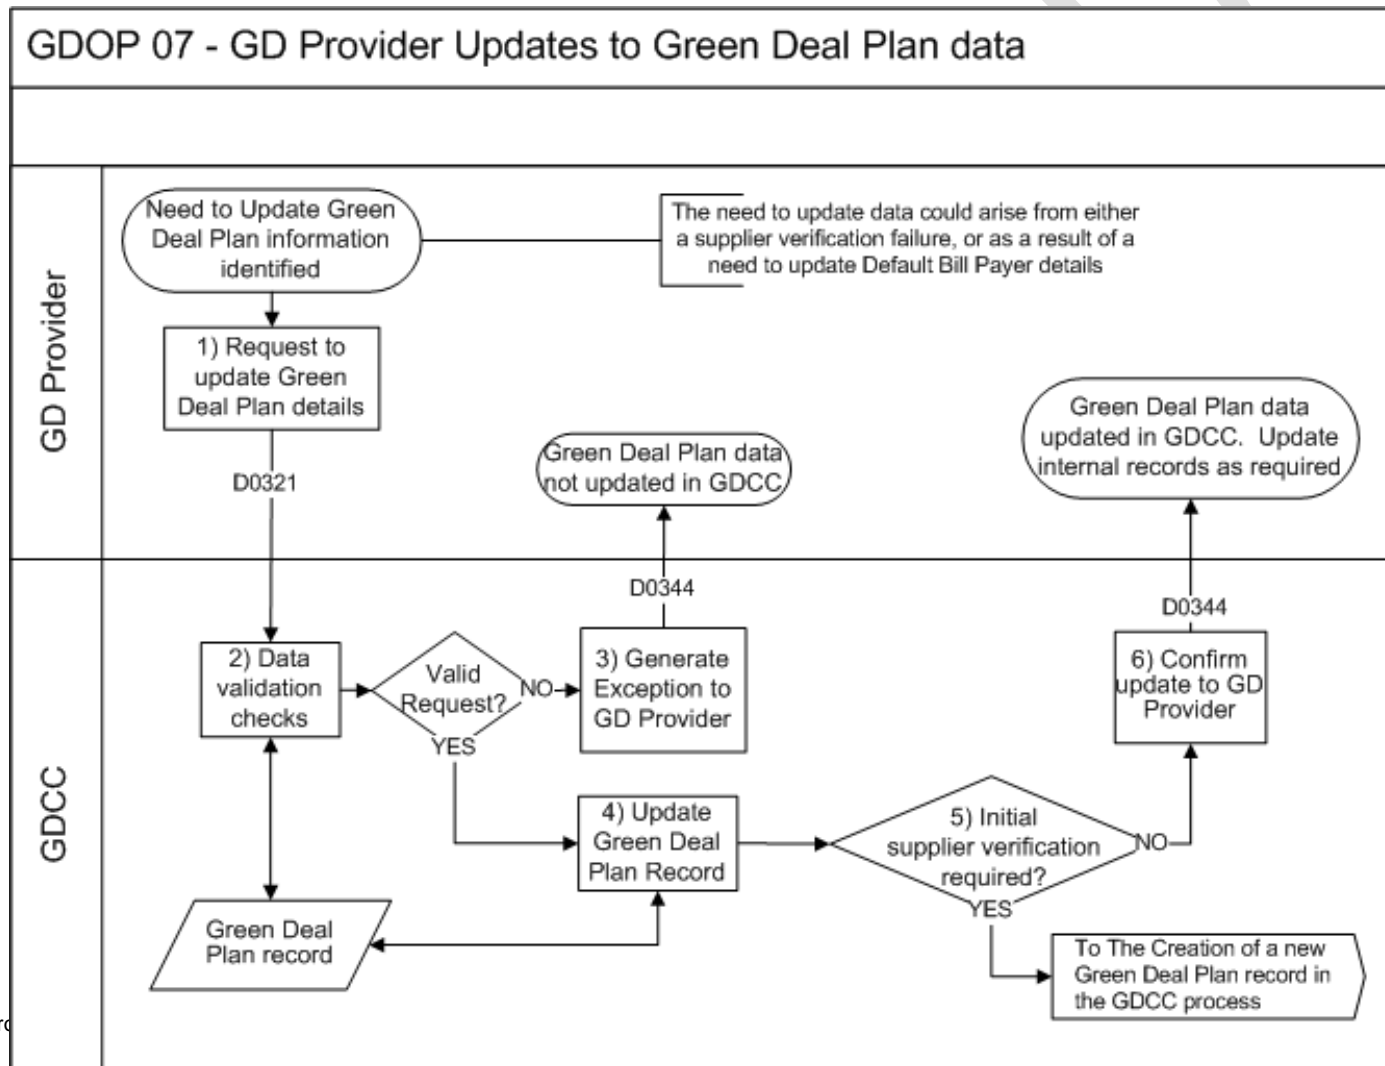 GDOP 07 - GD Provider Updates to Green Deal Plan data
GD Provider
Need to Update Green
Deal Plan information
identified
The need to update data could arise from either
a supplier verification failure, or as a result of a
need to update Default Bill Payer details
1) Request to
update Green
Deal Plan details
D0321
Green Deal Plan data
not updated in GDCC
Green Deal Plan data
updated in GDCC. Update
internal records as required
GDCC
D0344
D0344
2) Data
validation
checks
Valid
Request?
NO
YES
3) Generate
Exception to
GD Provider
6) Confirm
update to GD
Provider
4) Update
Green Deal
Plan Record
5) Initial
supplier verification
required?
NO
YES
Green Deal
Plan record
To The Creation of a new
Green Deal Plan record in
the GDCC process